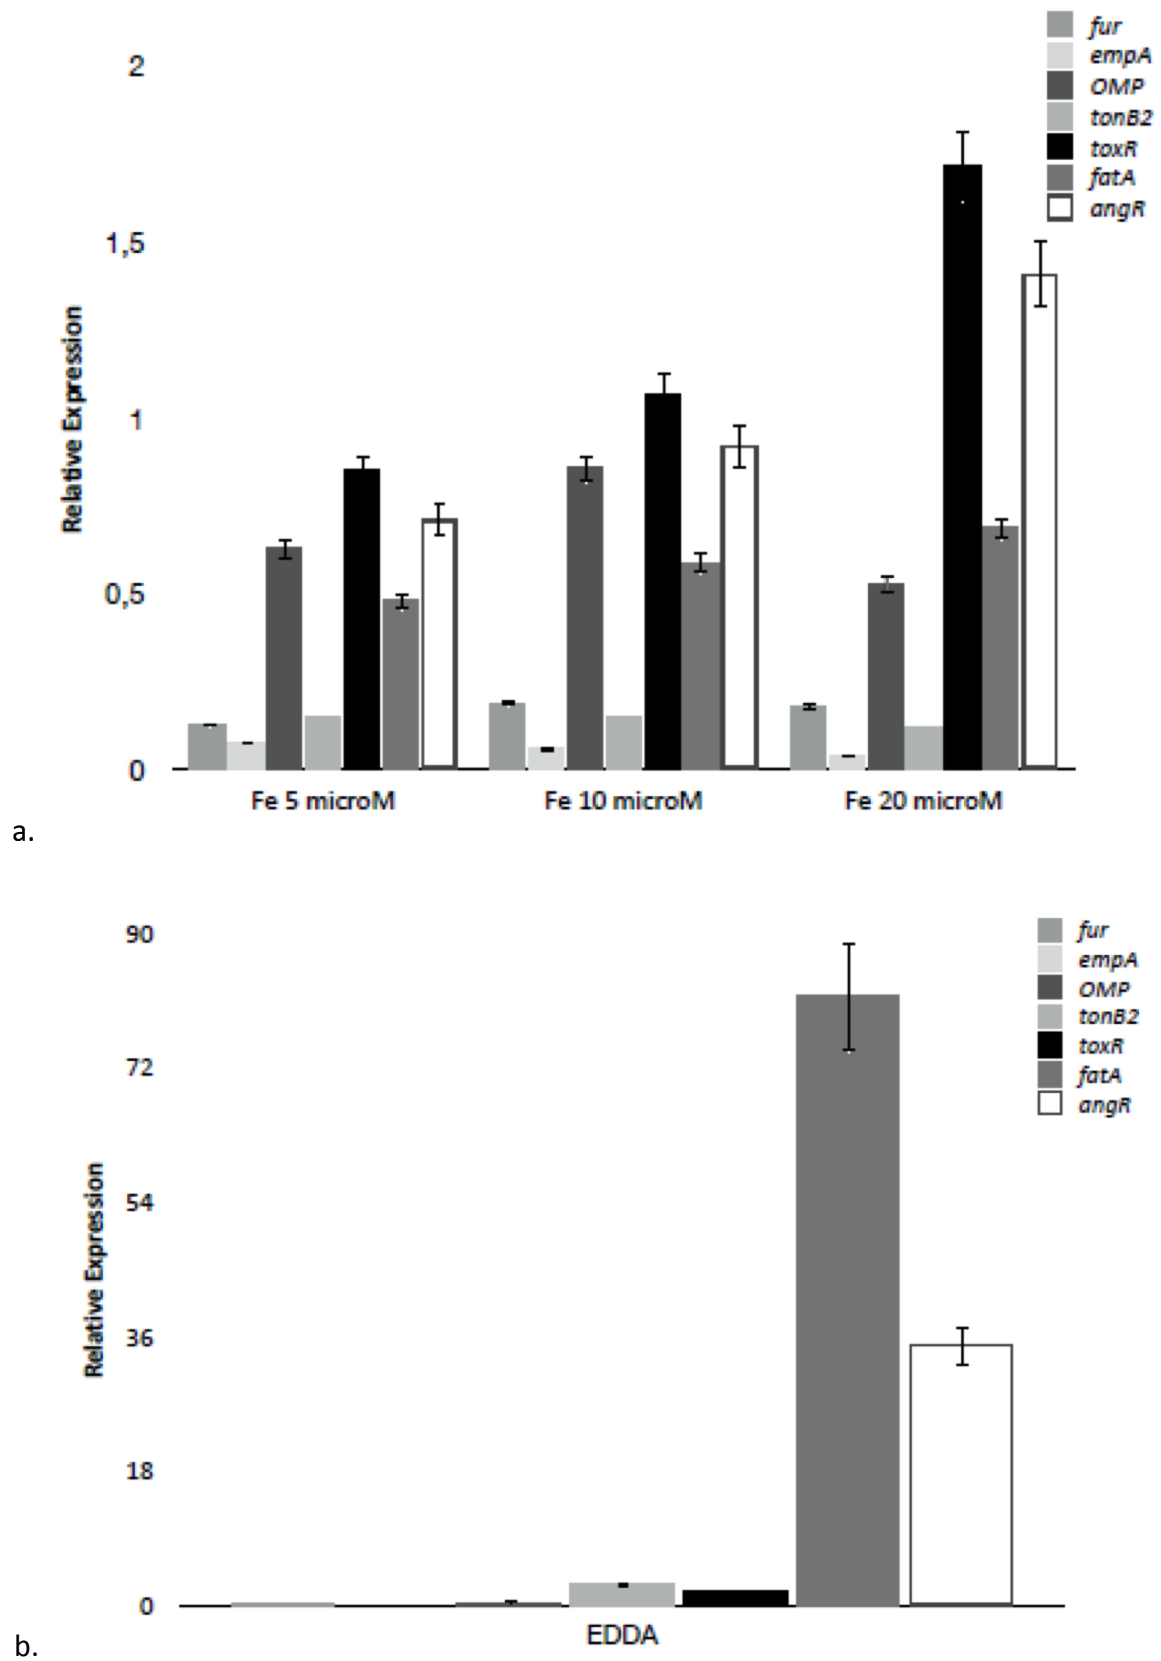 fur
empA
OMP
tonB2
toxR
fatA
angR
2
1,5
1
0,5
0
Relative Expression
Fe 5 microM Fe 10 microM Fe 20 microM
a.
fur
empA
OMP
tonB2
toxR
fatA
angR
90
72
54
36
18
0
Relative Expression
EDDA
b.